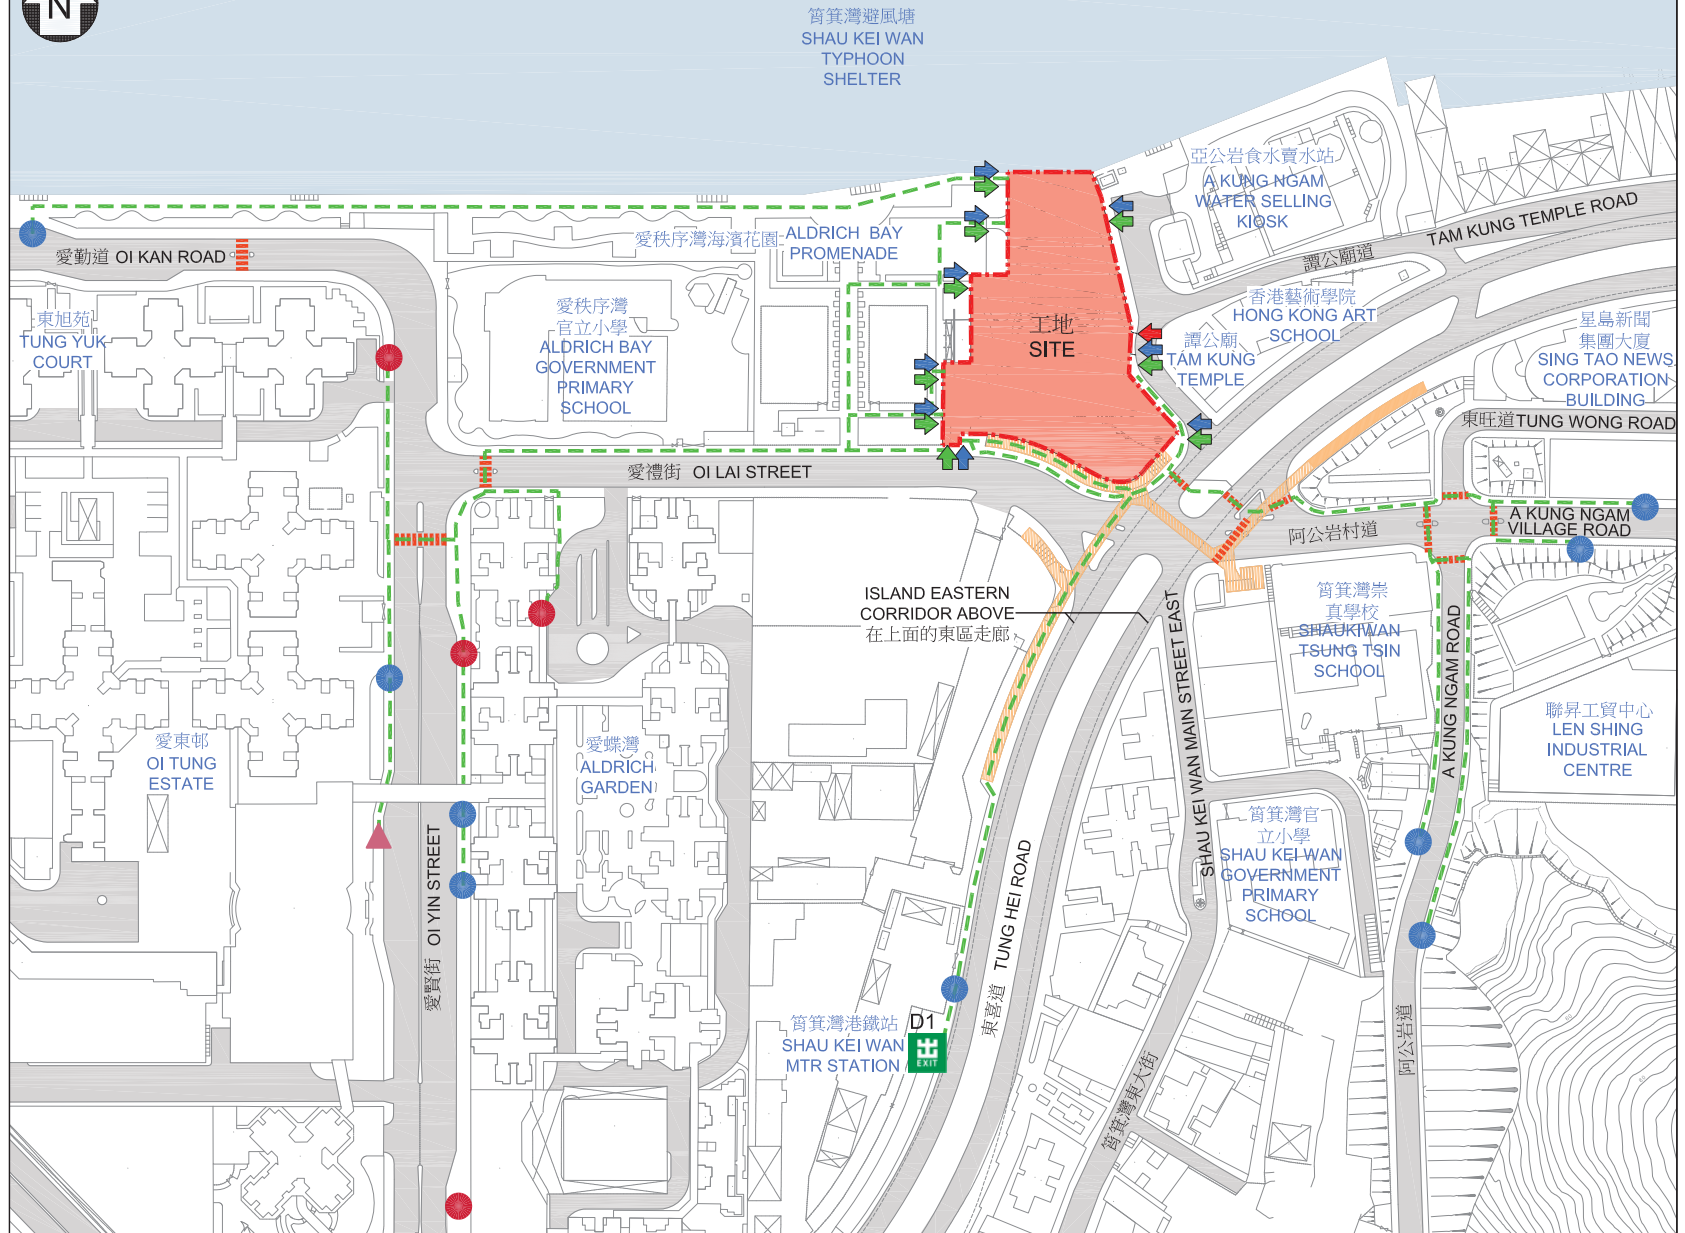 N
筲箕灣避風塘
SHAU KEI WAN
TYPHOON
SHELTER
亞公岩食水賣水站
A KUNG NGAM
WATER SELLING
KIOSK
TAM KUNG TEMPLE ROAD
譚公廟道
愛秩序灣海濱花園
ALDRICH BAY
PROMENADE
愛勤道 OI KAN ROAD
東旭苑
TUNG YUK
COURT
愛秩序灣
官立小學
ALDRICH BAY
GOVERNMENT
PRIMARY
SCHOOL
工地
SITE
香港藝術學院
HONG KONG ART
SCHOOL
譚公廟
TAM KUNG
TEMPLE
星島新聞
集團大廈
SING TAO NEWS
CORPORATION
BUILDING
東旺道 TUNG WONG ROAD
愛禮街 OI LAI STREET
A KUNG NGAM
VILLAGE ROAD
阿公岩村道
ISLAND EASTERN
CORRIDOR ABOVE
在上面的東區走廊
筲箕灣崇
真學校
SHAUKIWAN
TSUNG TSIN
SCHOOL
A KUNG NGAM ROAD
SHAU KEI WAN MAIN STREET EAST
聯昇工貿中心
LEN SHING
INDUSTRIAL
CENTRE
愛東邨
OI TUNG
ESTATE
愛蝶灣
ALDRICH
GARDEN
筲箕灣官
立小學
SHAU KEI WAN
GOVERNMENT
PRIMARY
SCHOOL
愛賢街 OI YIN STREET
東喜道 TUNG HEI ROAD
筲箕灣港鐵站
SHAU KEI WAN
MTR STATION
D1
出
EXIT
阿公岩道
筲箕灣東大街